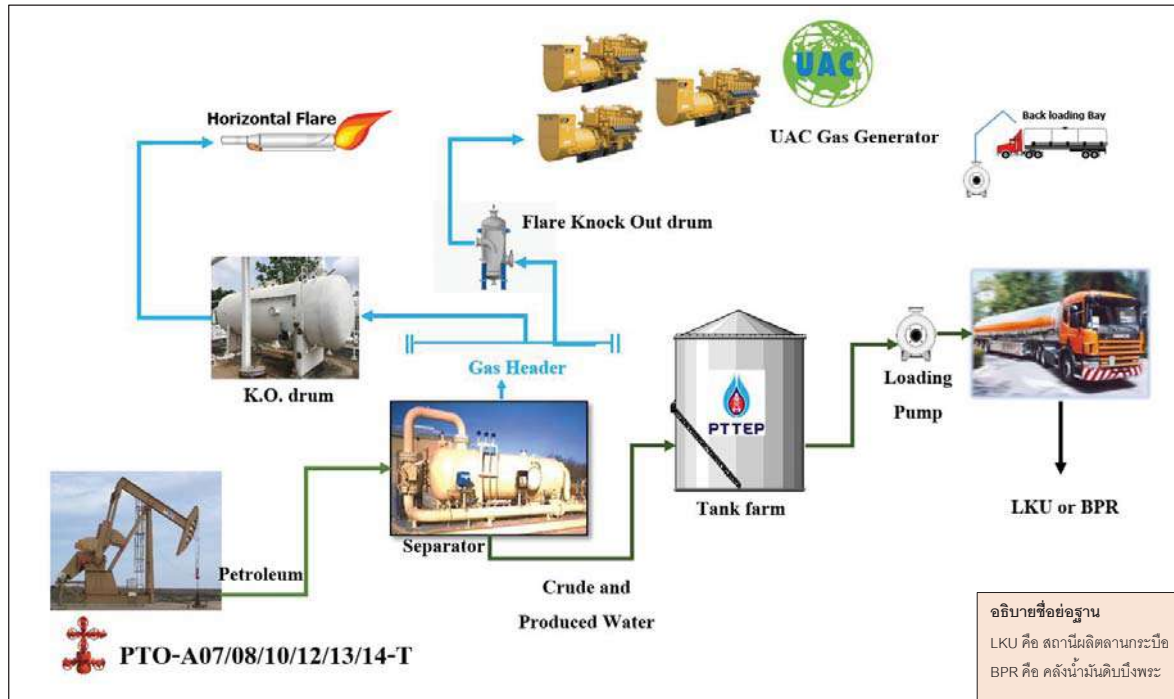 UAC
UAC Gas Generator
Horizontal Flare
Back loading Bay
Flare Knock Out drum
K.O. drum
Gas Header
PTTEP
Loading
Pump
Separator
Tank farm
LKU or BPR
Petroleum
Crude and
Produced Water
PTO-A07/08/10/12/13/14-T
อธิบายชื่อย่อฐาน
LKU คือ สถานีผลิตลานกระบือ
BPR คือ คลังน้ำมันดิบบึงพระ